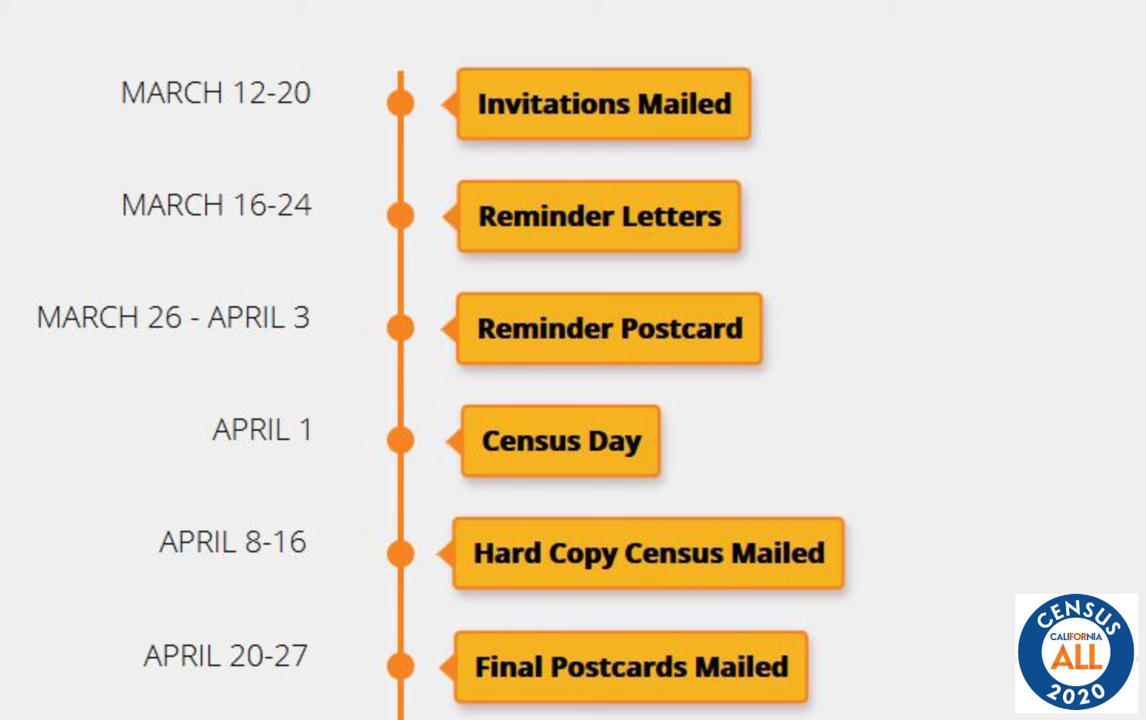 MARCH 12-20
Invitations Mailed
MARCH 16-24
Reminder Letters
MARCH 26 - APRIL 3
Reminder Postcard
APRIL 1
Census Day
APRIL 8-16
Hard Copy Census Mailed
APRIL 20-27
Final Postcards Mailed
CENSUS
CALIFORNIA
ALL
2020